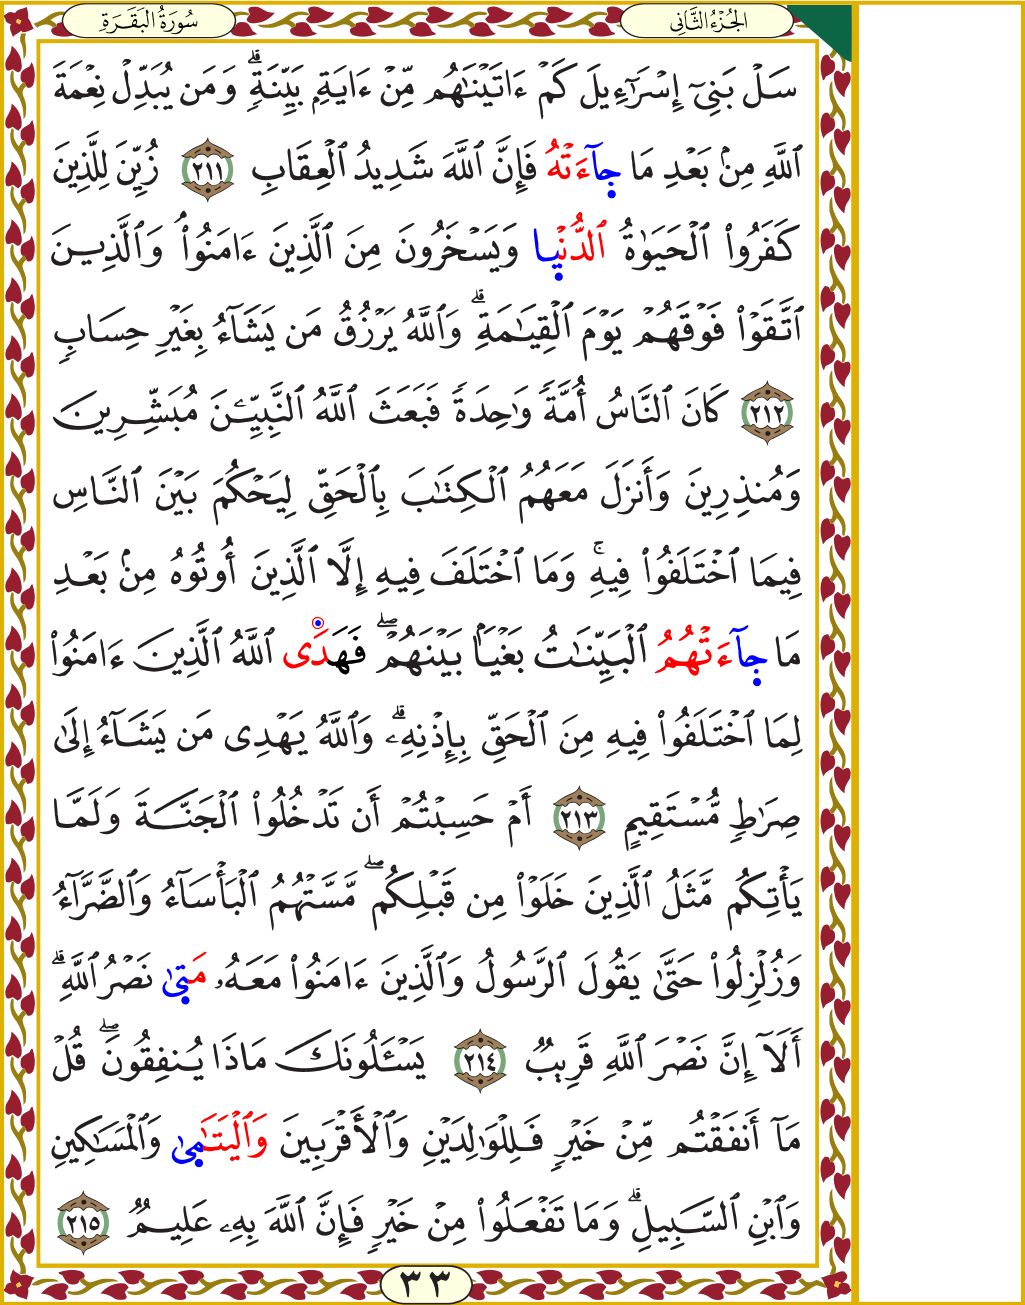 الجُزْءُ الثَّانِي
سُورَةُ البَقَرَةِ
سَلْ بَنِىٓ إِسْرَٰٓءِيلَ كَمْ ءَاتَيْنَٰهُم مِّنْ ءَايَةِۭ بَيِّنَةٖۗ وَمَن يُبَدِّلْ نِعْمَةَ
ٱللَّهِ مِنۢ بَعْدِ مَا جَآءَتْهُ فَإِنَّ ٱللَّهَ شَدِيدُ ٱلْعِقَابِ ٢١١ زُيِّنَ لِلَّذِينَ
كَفَرُوا۟ ٱلْحَيَوٰةُ ٱلدُّنْيَا وَيَسْخَرُونَ مِنَ ٱلَّذِينَ ءَامَنُوا۟ۘ وَٱلَّذِينَ
ٱتَّقَوْا۟ فَوْقَهُمْ يَوْمَ ٱلْقِيَٰمَةِۗ وَٱللَّهُ يَرْزُقُ مَن يَشَآءُ بِغَيْرِ حِسَابٖ
٢١٢ كَانَ ٱلنَّاسُ أُمَّةٗ وَٰحِدَةٗ فَبَعَثَ ٱللَّهُ ٱلنَّبِيِّـۧنَ مُبَشِّرِينَ
وَمُنذِرِينَ وَأَنزَلَ مَعَهُمُ ٱلْكِتَٰبَ بِٱلْحَقِّ لِيَحْكُمَ بَيْنَ ٱلنَّاسِ
فِيمَا ٱخْتَلَفُوا۟ فِيهِۚ وَمَا ٱخْتَلَفَ فِيهِ إِلَّا ٱلَّذِينَ أُوتُوهُ مِنۢ بَعْدِ
مَا جَآءَتْهُمُ ٱلْبَيِّنَٰتُ بَغْيَۢا بَيْنَهُمْۖ فَهَدَى ٱللَّهُ ٱلَّذِينَ ءَامَنُوا۟
لِمَا ٱخْتَلَفُوا۟ فِيهِ مِنَ ٱلْحَقِّ بِإِذْنِهِۦۗ وَٱللَّهُ يَهْدِى مَن يَشَآءُ إِلَىٰ
صِرَٰطٖ مُّسْتَقِيمٍ ٢١٣ أَمْ حَسِبْتُمْ أَن تَدْخُلُوا۟ ٱلْجَنَّةَ وَلَمَّا
يَأْتِكُم مَّثَلُ ٱلَّذِينَ خَلَوْا۟ مِن قَبْلِكُمۖ مَّسَّتْهُمُ ٱلْبَأْسَآءُ وَٱلضَّرَّآءُ
وَزُلْزِلُوا۟ حَتَّىٰ يَقُولَ ٱلرَّسُولُ وَٱلَّذِينَ ءَامَنُوا۟ مَعَهُۥ مَتَىٰ نَصْرُ ٱللَّهِۗ
أَلَآ إِنَّ نَصْرَ ٱللَّهِ قَرِيبٞ ٢١٤ يَسْـَٔلُونَكَ مَاذَا يُنفِقُونَۖ قُلْ
مَآ أَنفَقْتُم مِّنْ خَيْرٖ فَلِلْوَٰلِدَيْنِ وَٱلْأَقْرَبِينَ وَٱلْيَتَٰمَىٰ وَٱلْمَسَٰكِينِ
وَٱبْنِ ٱلسَّبِيلِۗ وَمَا تَفْعَلُوا۟ مِنْ خَيْرٖ فَإِنَّ ٱللَّهَ بِهِۦ عَلِيمٞ ٢١٥
٣٣